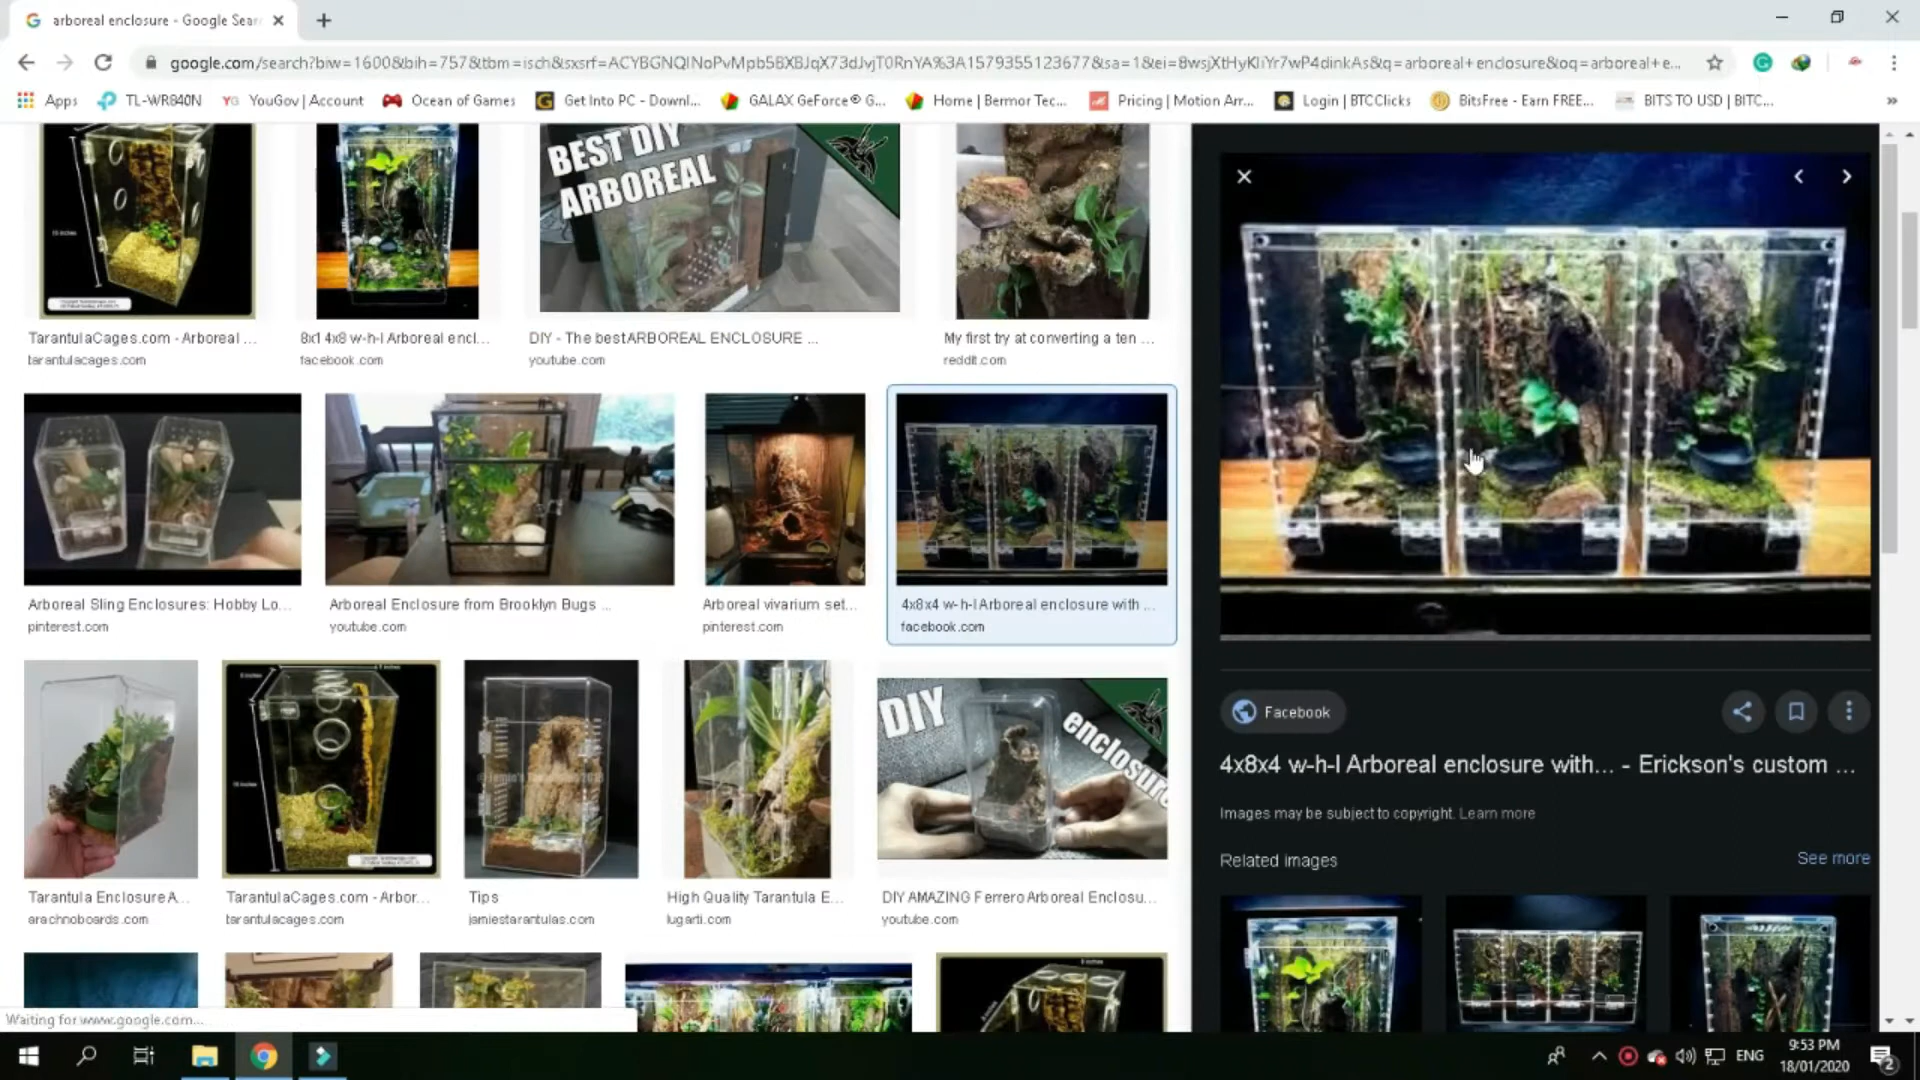 arboreal enclosure - Google Sear
google.com/search?biw=1600&bih=757&tbm=isch&sxsrf=ACYBGNQINoPvMpb5BXBJqX73dJvjT0RnYA%3A1579355123677&sa=1&ei=8wsjXtHyKIiYr7wP4dinkAs&q=arboreal+enclosure&oq=arboreal+e...
Apps TL-WR840N YouGov | Account Ocean of Games Get Into PC - Downl... GALAX GeForce® G... Home | Bermor Tec... Pricing | Motion Arr... Login | BTCClicks BitsFree - Earn FREE... BITS TO USD | BITC...
BEST DIY
ARBOREAL
TarantulaCages.com - Arboreal ...
tarantulacages.com
8x14x8 w-h-l Arboreal encl...
facebook.com
DIY - The best ARBOREAL ENCLOSURE ...
youtube.com
My first try at converting a ten ...
reddit.com
Arboreal Sling Enclosures: Hobby Lo...
pinterest.com
Arboreal Enclosure from Brooklyn Bugs ...
youtube.com
Arboreal vivarium set...
pinterest.com
4x8x4 w-h-l Arboreal enclosure with ...
facebook.com
DIY
enclosure
Tarantula Enclosure A...
arachnoboards.com
TarantulaCages.com - Arbor...
tarantulacages.com
Tips
jamiestarantulas.com
High Quality Tarantula E...
lugarti.com
DIY AMAZING Ferrero Arboreal Enclosu...
youtube.com
Facebook
4x8x4 w-h-l Arboreal enclosure with... - Erickson's custom ...
Images may be subject to copyright. Learn more
Related images
See more
Waiting for www.google.com...
ENG
9:53 PM
18/01/2020
2